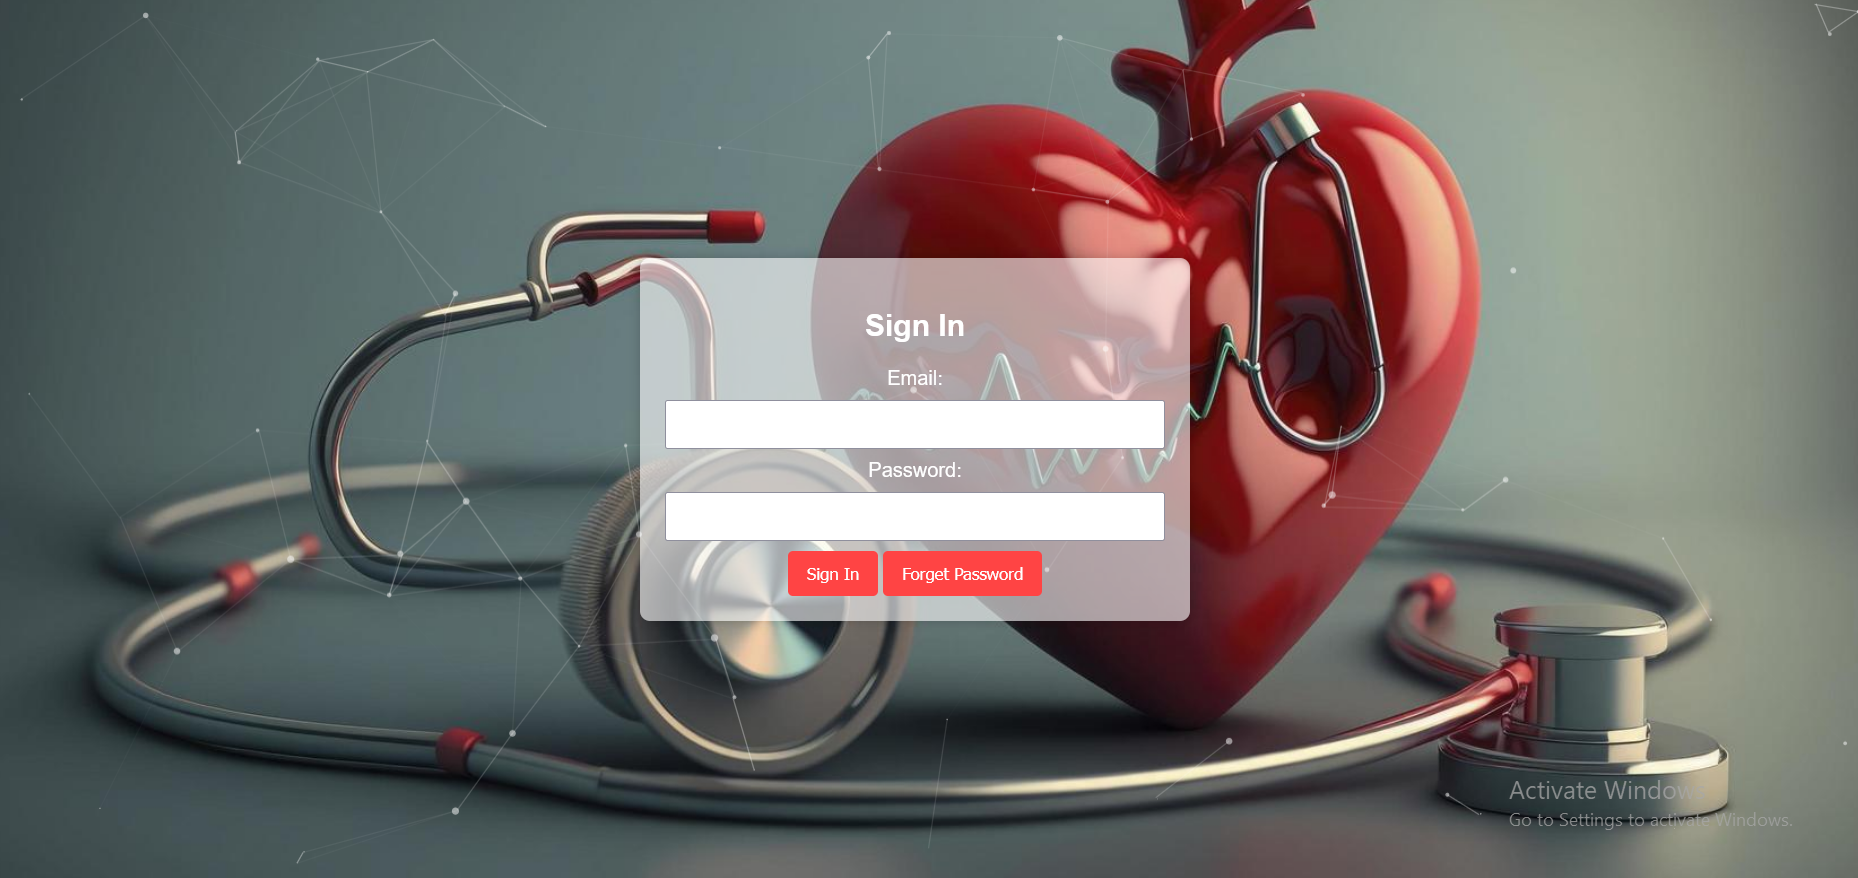 Sign In
Email:
Password:
Sign In
Forget Password
Activate Windows
Go to Settings to activate Windows.